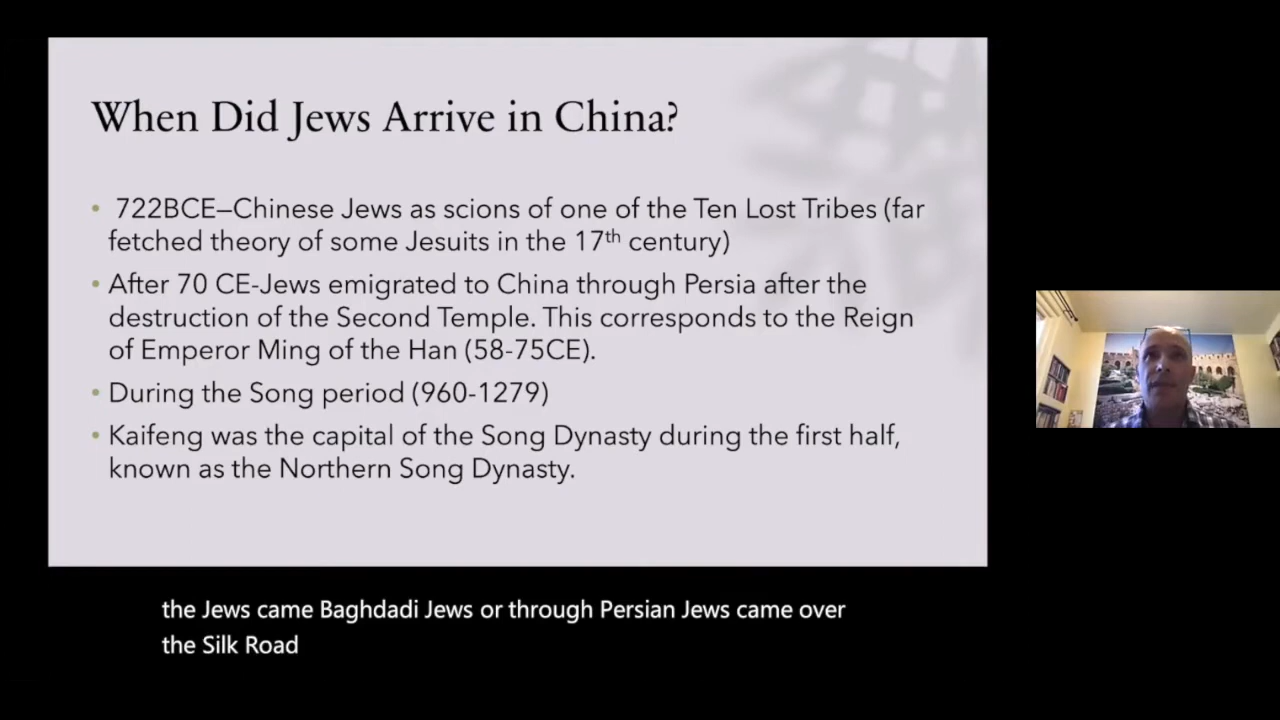 When Did Jews Arrive in China?
• 722BCE—Chinese Jews as scions of one of the Ten Lost Tribes (far
fetched theory of some Jesuits in the 17th century)
• After 70 CE-Jews emigrated to China through Persia after the
destruction of the Second Temple. This corresponds to the Reign
of Emperor Ming of the Han (58-75CE).
• During the Song period (960-1279)
• Kaifeng was the capital of the Song Dynasty during the first half,
known as the Northern Song Dynasty.
the Jews came Baghdadi Jews or through Persian Jews came over
the Silk Road